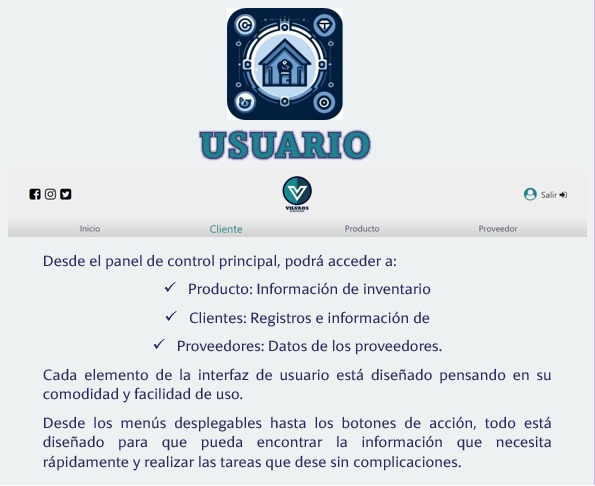 USUARIO
VILVAOS
Salir
Inicio Cliente Producto Proveedor
Desde el panel de control principal, podrá acceder a:
✓ Producto: Información de inventario
✓ Clientes: Registros e información de
✓ Proveedores: Datos de los proveedores.
Cada elemento de la interfaz de usuario está diseñado pensando en su
comodidad y facilidad de uso.
Desde los menús desplegables hasta los botones de acción, todo está
diseñado para que pueda encontrar la información que necesita
rápidamente y realizar las tareas que dese sin complicaciones.